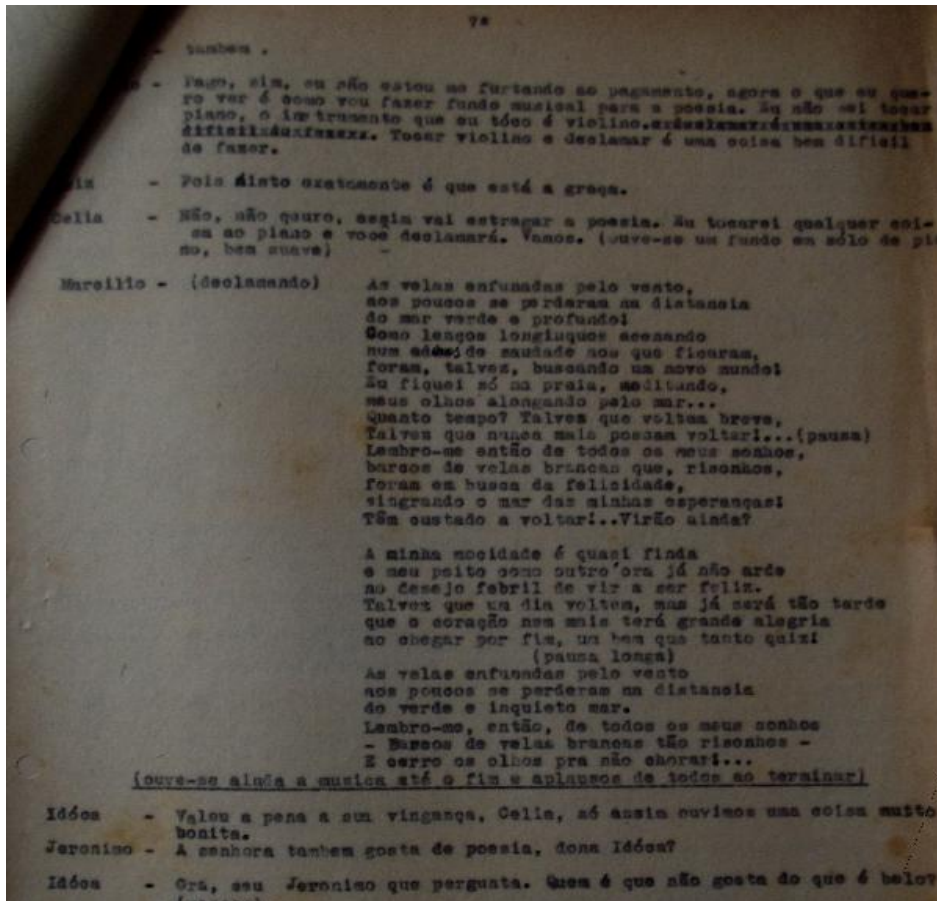 7a
- tambem .
- Pago, sim, eu não estou me furtando ao pagamento, agora o que eu que-
ro ver é como vou fazer fundo musical para a poesia. Eu não sei tocar
piano, o instrumento que eu tóco é violino.
Tocar violino e declamar é uma coisa bem dificil
de fazer.
- Pois isto exatamente é que está a graça.
Celia - Não, não quero, assim vai estragar a poesia. Eu tocarei qualquer coi-
sa ao piano e voce declamará. Vamos. (ouve-se um fundo em sólo de pia
no, bem suave) -
Marcilio - (declamando) As velas enfunadas pelo vento,
aos poucos se perderam na distancia
do mar verde e profundo!
Como lenços longinquos acenando
num adeus de saudade aos que ficaram,
foram, talvez, buscando um novo mundo!
Eu fiquei só na praia, meditando,
meus olhos alongando pelo mar...
Quanto tempo? Talvez que voltem breve,
Talvez que nunca mais possam voltar!...(pausa)
Lembro-me então de todos os meus sonhos,
barcos de velas brancas que, risonhos,
foram em busca da felicidade,
singrando o mar das minhas esperanças!
Têm custado a voltar!..Virão ainda?
A minha mocidade é quasi finda
e meu peito como outro'ora já não arde
no desejo febril de vir a ser feliz.
Talvez que um dia voltem, mas já será tão tarde
que o coração nem mais terá grande alegria
ao chegar por fim, um bem que tanto quiz!
(pausa longa)
As velas enfunadas pelo vento
aos poucos se perderam na distancia
do verde e inquieto mar.
Lembro-me, então, de todos os meus sonhos
- Barcos de velas brancas tão risonhos -
E cerro os olhos pra não chorar!...
(ouve-se ainda a musica até o fim e aplausos de todos ao terminar)
Idóca - Valeu a pena a sua vingança, Celia, só assim ouvimos uma coisa muito
bonita.
Jeronimo - A senhora tambem gosta de poesia, dona Idóca?
Idóca - Ora, seu Jeronimo que pergunta. Quem é que não gosta do que é belo?